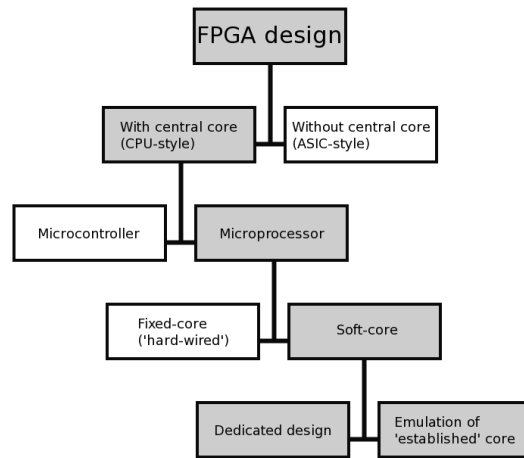 FPGA design
With central core
(CPU-style)
Without central core
(ASIC-style)
Microcontroller
Microprocessor
Fixed-core
('hard-wired')
Soft-core
Dedicated design
Emulation of
'established' core